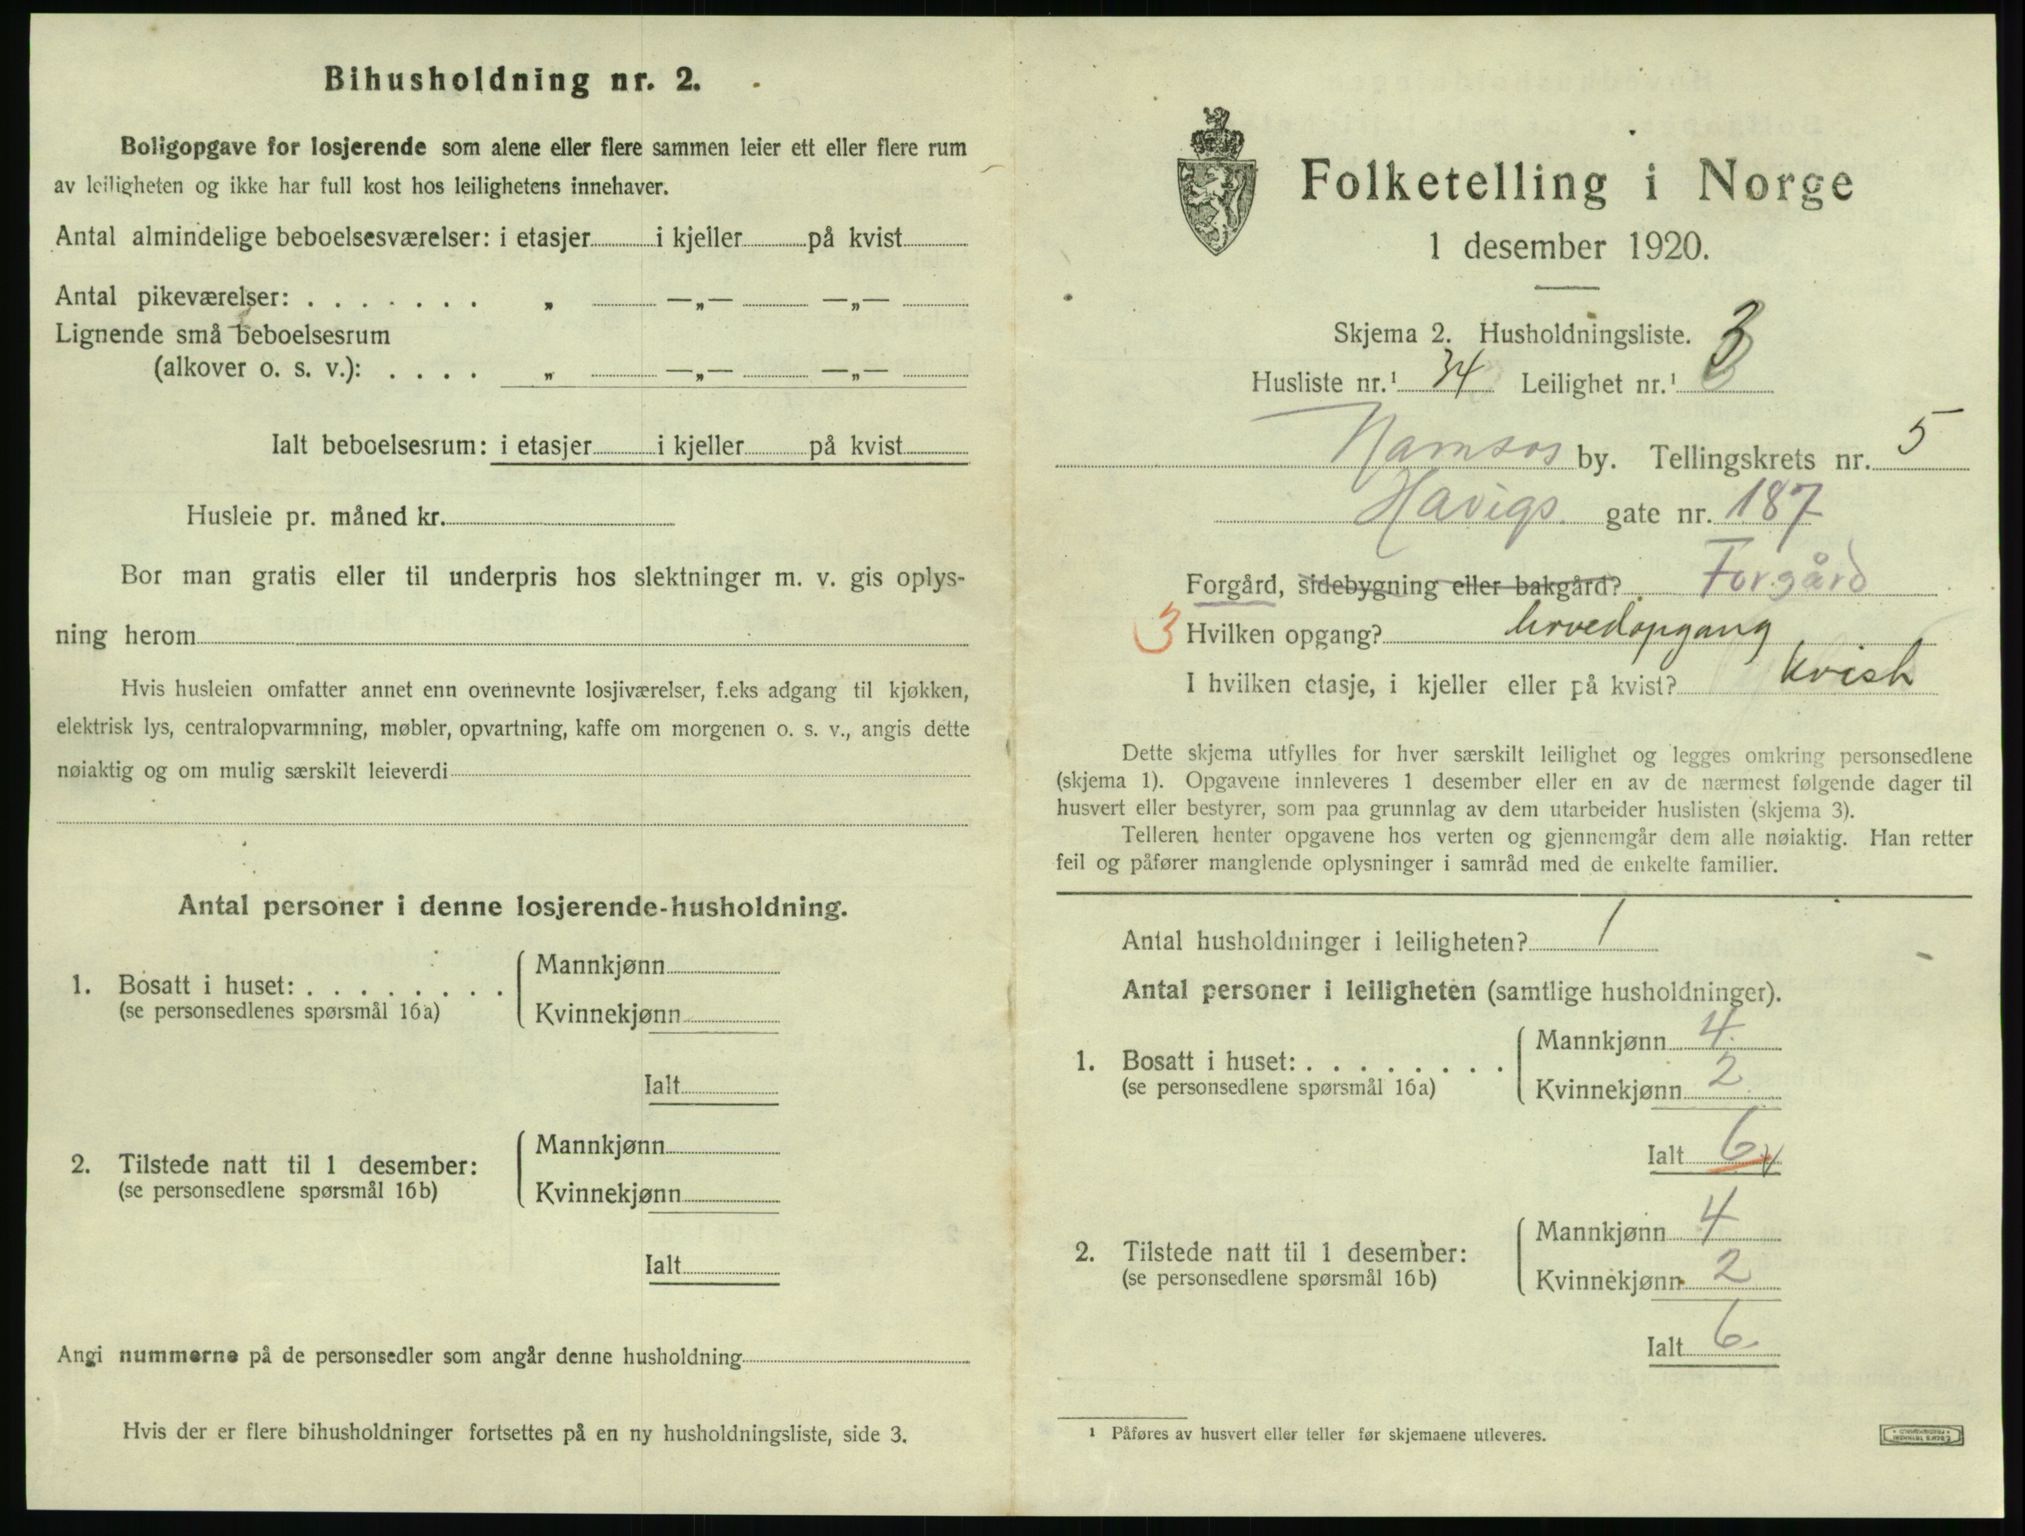 Bihusholdning nr. 2.
Boligopgave for losjerende som alene eller flere sammen leier ett eller flere rum
av leiligheten og ikke har full kost hos leilighetens innehaver.
Antal almindelige beboelsesværelser: i etasjer i kjeller på kvist
Antal pikeværelser: . . . . . . . „ —„— —„—
Lignende små beboelsesrum
(alkover o. s. v.): . . . . „ —„— —„—
Ialt beboelsesrum: i etasjer i kjeller på kvist
Husleie pr. måned kr.
Bor man gratis eller til underpris hos slektninger m. v. gis oplys-
ning herom
Hvis husleien omfatter annet enn ovennevnte losjiværelser, f.eks adgang til kjøkken,
elektrisk lys, centralopvarmning, møbler, opvartning, kaffe om morgenen o. s. v., angis dette
nøiaktig og om mulig særskilt leieverdi
Antal personer i denne losjerende-husholdning.
1. Bosatt i huset: . . . . . . . . Mannkjønn
(se personsedlenes spørsmål 16a) Kvinnekjønn
Ialt
2. Tilstede natt til 1 desember: Mannkjønn
(se personsedlene spørsmål 16b) Kvinnekjønn
Ialt
Angi nummerne på de personsedler som angår denne husholdning
Hvis der er flere bihusholdninger fortsettes på en ny husholdningsliste, side 3.
Folketelling i Norge
1 desember 1920.
Skjema 2. Husholdningsliste.
Husliste nr.¹ 34 Leilighet nr.¹ 3
Namsos by. Tellingskrets nr. 5
Havigs gate nr. 187
Forgård, sidebygning eller bakgård? Forgård
3 Hvilken opgang? hovedopgang
I hvilken etasje, i kjeller eller på kvist? kvist
Dette skjema utfylles for hver særskilt leilighet og legges omkring personsedlene
(skjema 1). Opgavene innleveres 1 desember eller en av de nærmest følgende dager til
husvert eller bestyrer, som paa grunnlag av dem utarbeider huslisten (skjema 3).
Telleren henter opgavene hos verten og gjennemgår dem alle nøiaktig. Han retter
feil og påfører manglende oplysninger i samråd med de enkelte familier.
Antal husholdninger i leiligheten? 1
Antal personer i leiligheten (samtlige husholdninger).
1. Bosatt i huset: . . . . . . . . Mannkjønn 4
(se personsedlene spørsmål 16a) Kvinnekjønn 2
Ialt 6
2. Tilstede natt til 1 desember: Mannkjønn 4
(se personsedlene spørsmål 16b) Kvinnekjønn 2
Ialt 6
¹ Påføres av husvert eller teller før skjemaene utleveres.